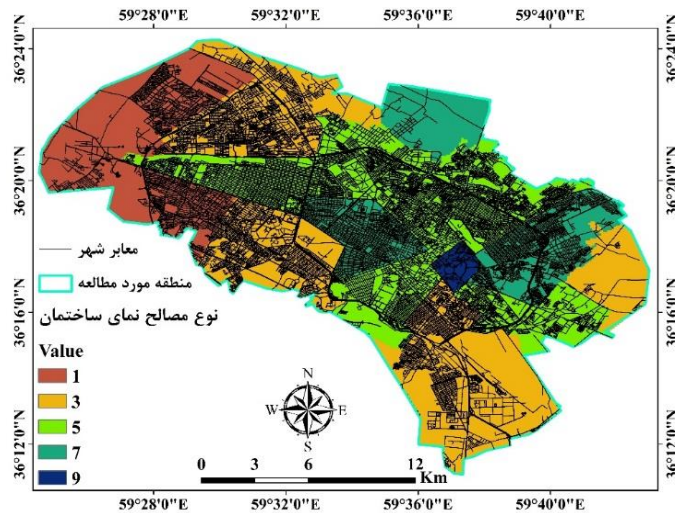 59°28'0"E 59°32'0"E 59°36'0"E 59°40'0"E
36°24'0"N 36°24'0"N
36°20'0"N 36°20'0"N
36°16'0"N 36°16'0"N
36°12'0"N 36°12'0"N
معابر شهر
منطقه مورد مطالعه
نوع مصالح نمای ساختمان
Value
1
3
5
7
9
N
W E
S
0 3 6 12
Km
59°28'0"E 59°32'0"E 59°36'0"E 59°40'0"E